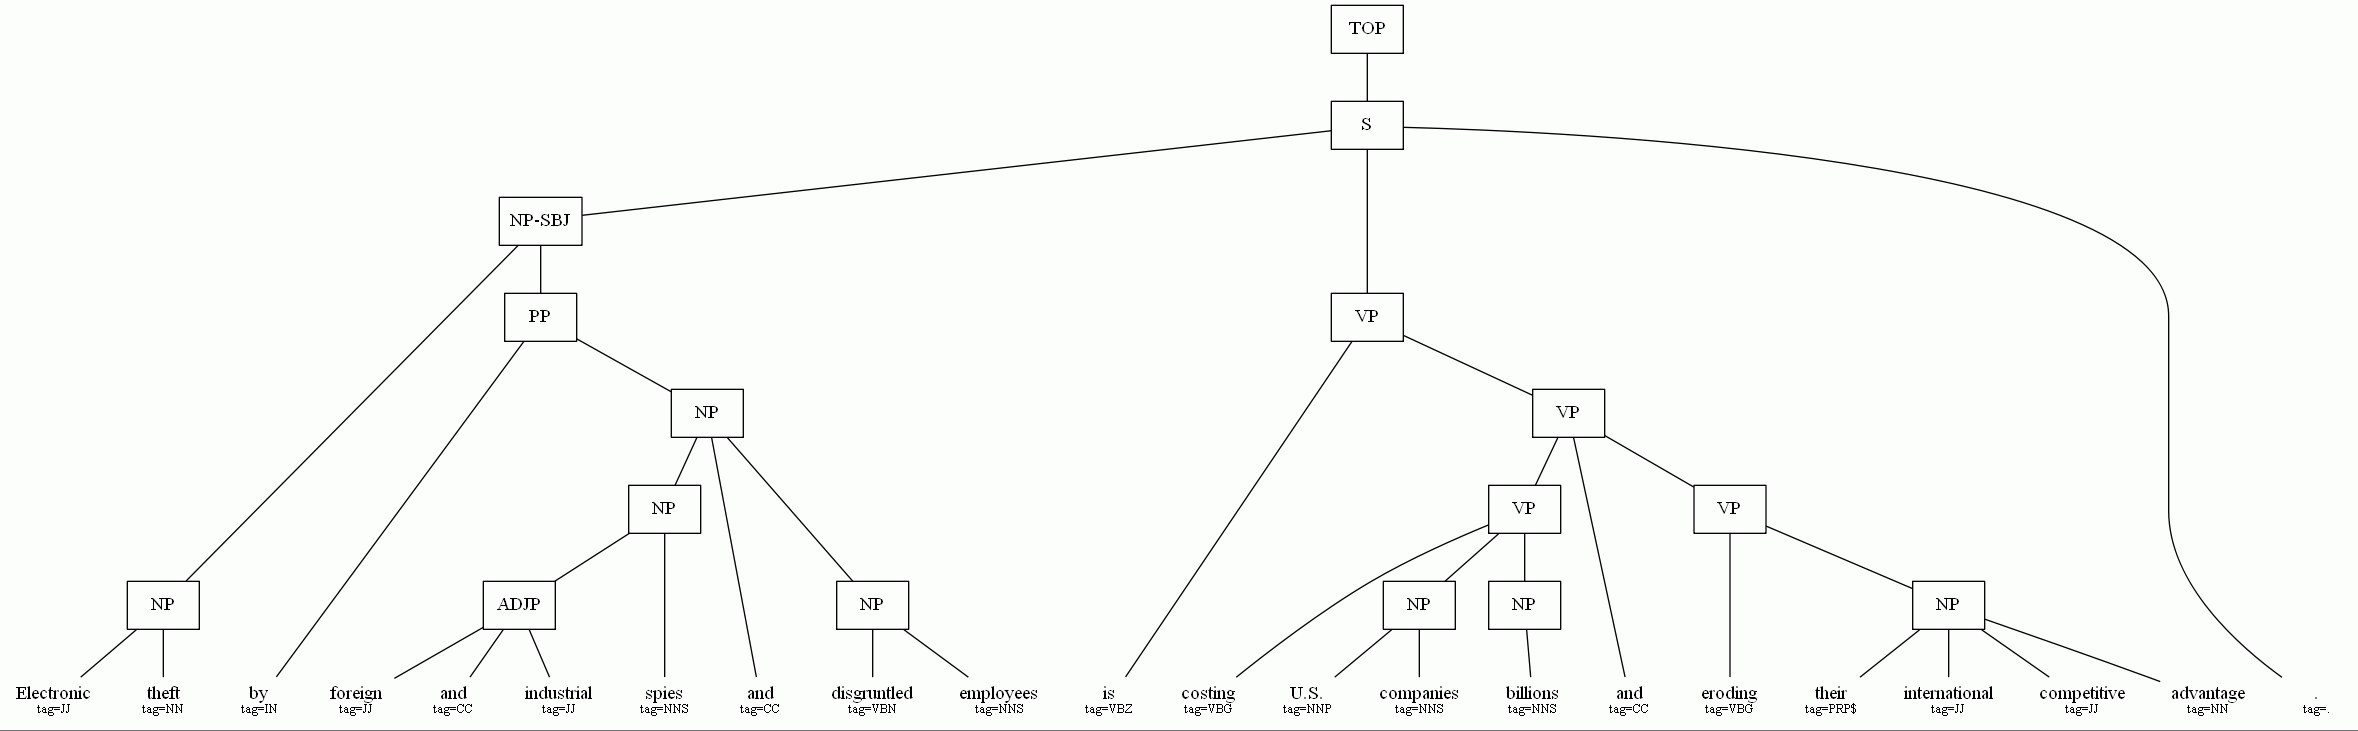 TOP
S
NP-SBJ
PP VP
NP VP
NP VP VP
NP ADJP NP NP NP NP
Electronic theft by foreign and industrial spies and disgruntled employees is costing U.S. companies billions and eroding their international competitive advantage .
tag=JJ tag=NN tag=IN tag=JJ tag=CC tag=JJ tag=NNS tag=CC tag=VBN tag=NNS tag=VBZ tag=VBG tag=NNP tag=NNS tag=NNS tag=CC tag=VBG tag=PRP$ tag=JJ tag=JJ tag=NN tag=.